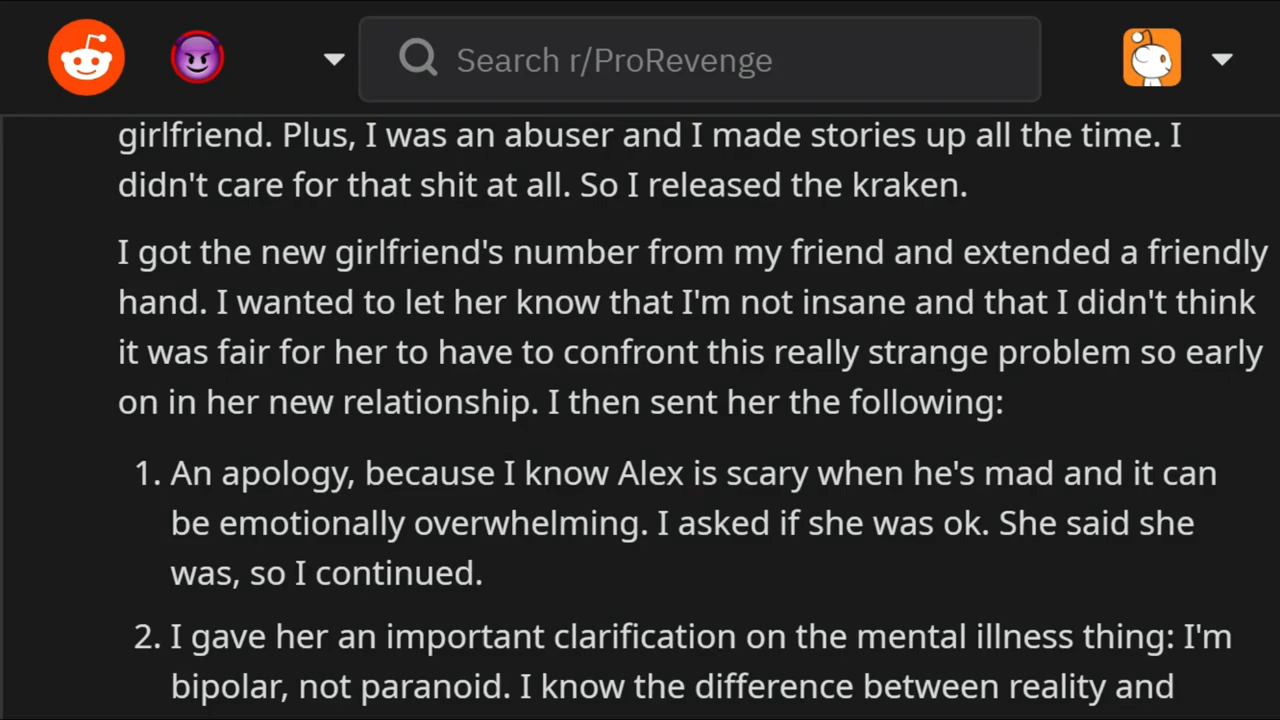 Search r/ProRevenge
girlfriend. Plus, I was an abuser and I made stories up all the time. I
didn't care for that shit at all. So I released the kraken.
I got the new girlfriend's number from my friend and extended a friendly
hand. I wanted to let her know that I'm not insane and that I didn't think
it was fair for her to have to confront this really strange problem so early
on in her new relationship. I then sent her the following:
1. An apology, because I know Alex is scary when he's mad and it can
be emotionally overwhelming. I asked if she was ok. She said she
was, so I continued.
2. I gave her an important clarification on the mental illness thing: I'm
bipolar, not paranoid. I know the difference between reality and